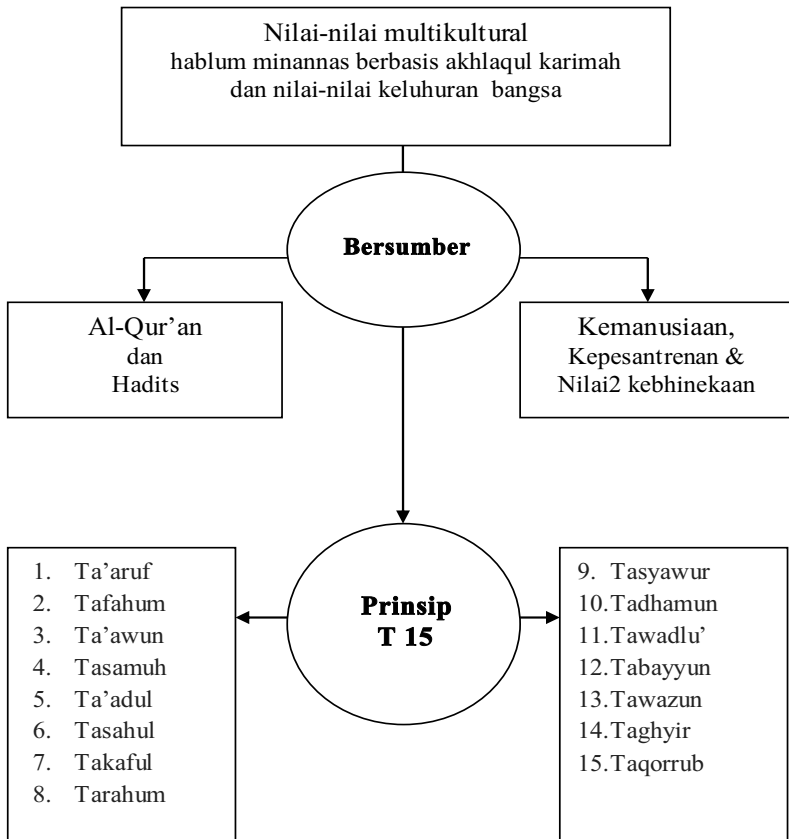 Nilai-nilai multikultural
hablum minannas berbasis akhlaqul karimah
dan nilai-nilai keluhuran bangsa
Bersumber
Al-Qur’an
dan
Hadits
Kemanusiaan,
Kepesantrenan &
Nilai2 kebhinekaan
Prinsip
T 15
1. Ta’aruf
2. Tafahum
3. Ta’awun
4. Tasamuh
5. Ta’adul
6. Tasahul
7. Takaful
8. Tarahum
9. Tasyawur
10. Tadhamun
11. Tawadlu’
12. Tabayyun
13. Tawazun
14. Taghyir
15. Taqorrub